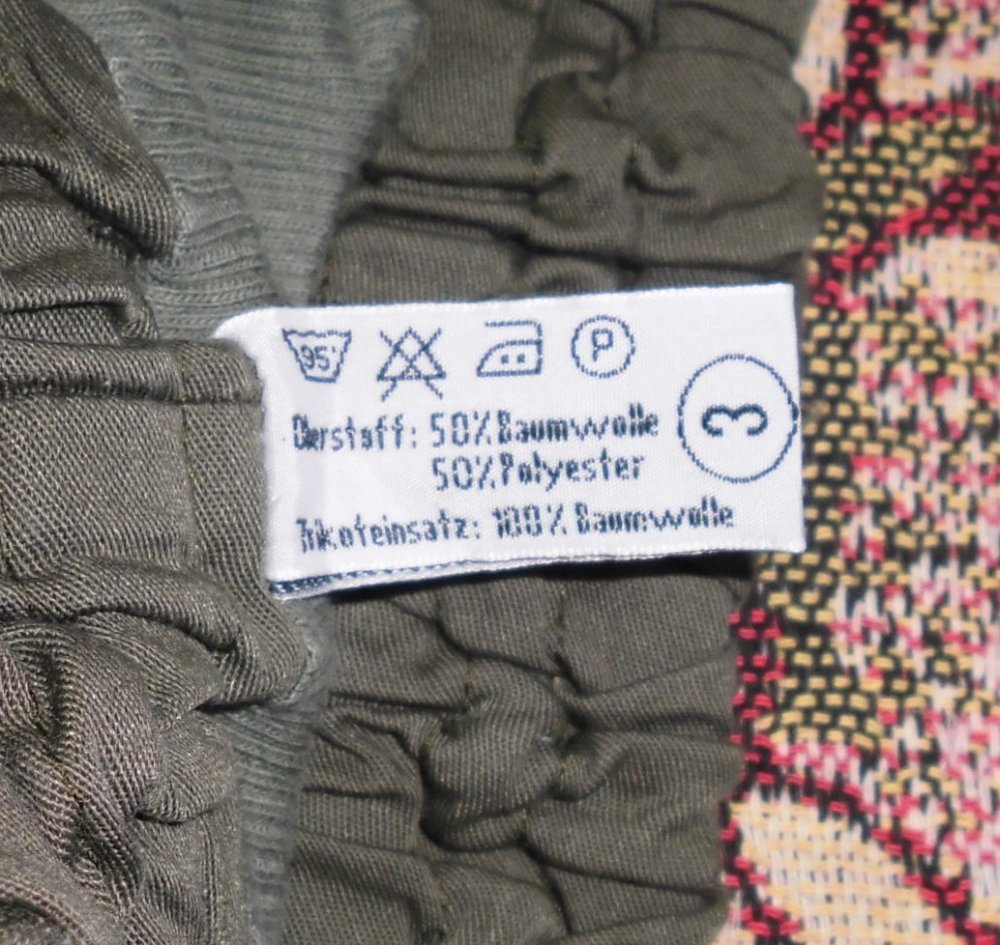 95°
P
3
Oberstoff: 50% Baumwolle
50% Polyester
Trikoteinsatz: 100% Baumwolle